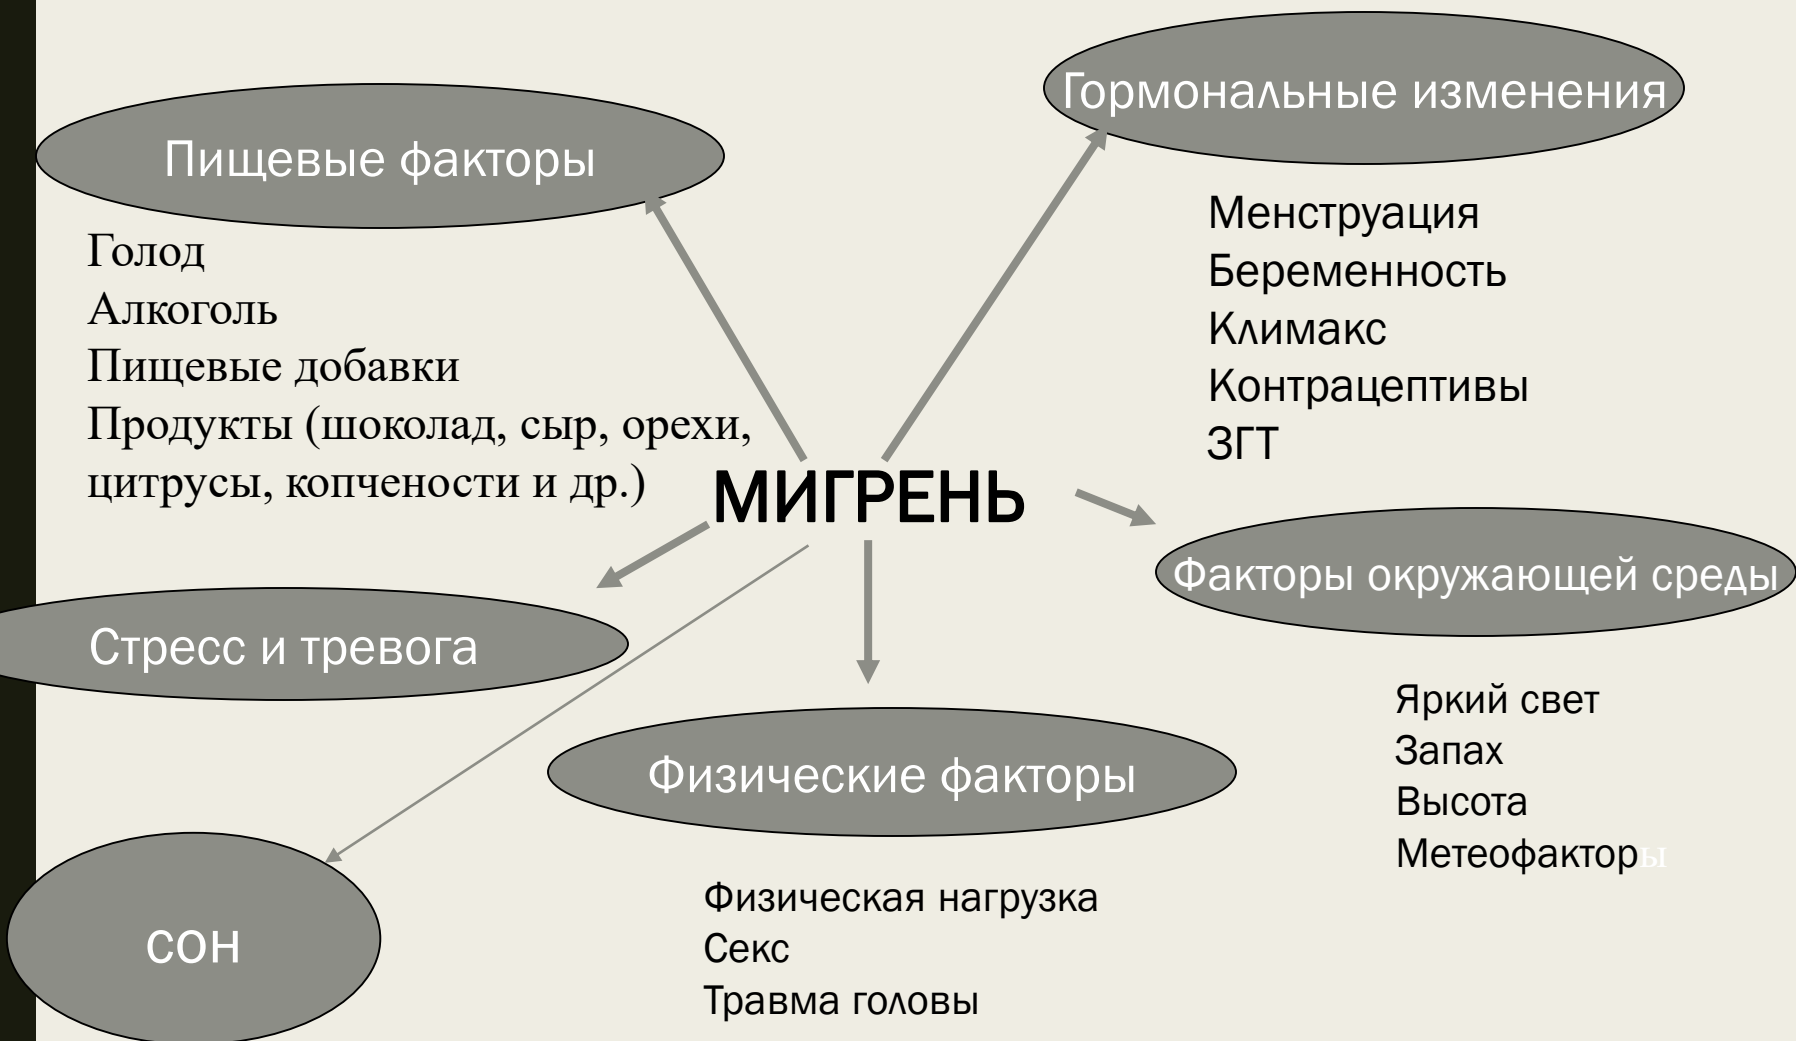 Гормональные изменения
Пищевые факторы
Менструация
Беременность
Климакс
Контрацептивы
ЗГТ
Голод
Алкоголь
Пищевые добавки
Продукты (шоколад, сыр, орехи,
цитрусы, копчености и др.)
МИГРЕНЬ
Факторы окружающей среды
Стресс и тревога
Яркий свет
Запах
Высота
Метеофакторы
Физические факторы
Физическая нагрузка
Секс
Травма головы
сон